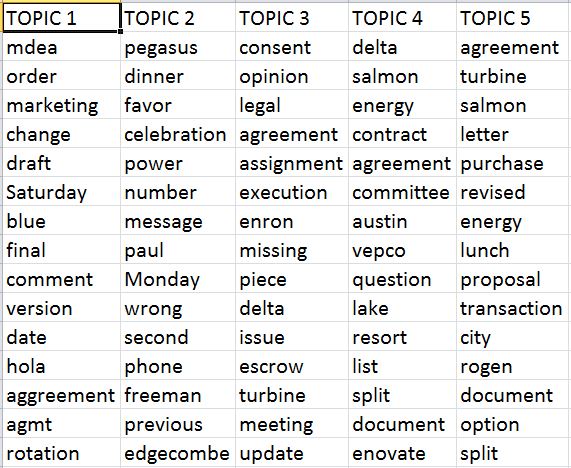 TOPIC 1 TOPIC 2 TOPIC 3 TOPIC 4 TOPIC 5
mdea pegasus consent delta agreement
order dinner opinion salmon turbine
marketing favor legal energy salmon
change celebration agreement contract letter
draft power assignment agreement purchase
Saturday number execution committee revised
blue message enron austin energy
final paul missing vepco lunch
comment Monday piece question proposal
version wrong delta lake transaction
date second issue resort city
hola phone escrow list rogen
aggreement freeman turbine split document
agmt previous meeting document option
rotation edgecombe update enovate split